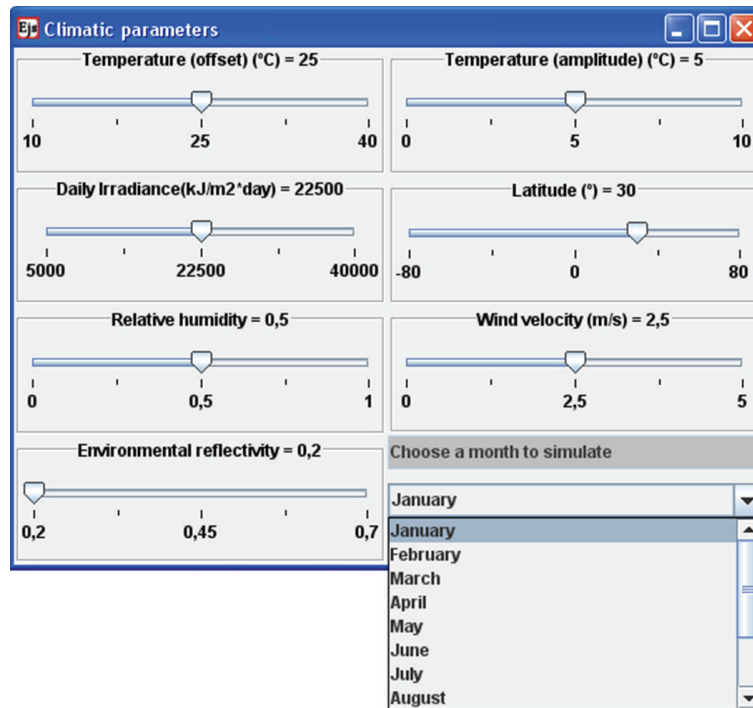 Ejs Climatic parameters
Temperature (offset) (°C) = 25
10 25 40
Temperature (amplitude) (°C) = 5
0 5 10
Daily Irradiance(kJ/m2*day) = 22500
5000 22500 40000
Latitude (°) = 30
-80 0 80
Relative humidity = 0,5
0 0,5 1
Wind velocity (m/s) = 2,5
0 2,5 5
Environmental reflectivity = 0,2
0,2 0,45 0,7
Choose a month to simulate
January
January
February
March
April
May
June
July
August